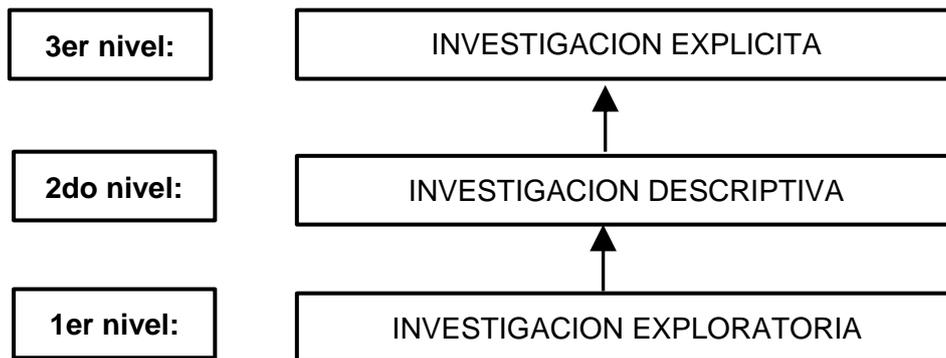 3er nivel:
INVESTIGACION EXPLICITA
2do nivel:
INVESTIGACION DESCRIPTIVA
1er nivel:
INVESTIGACION EXPLORATORIA